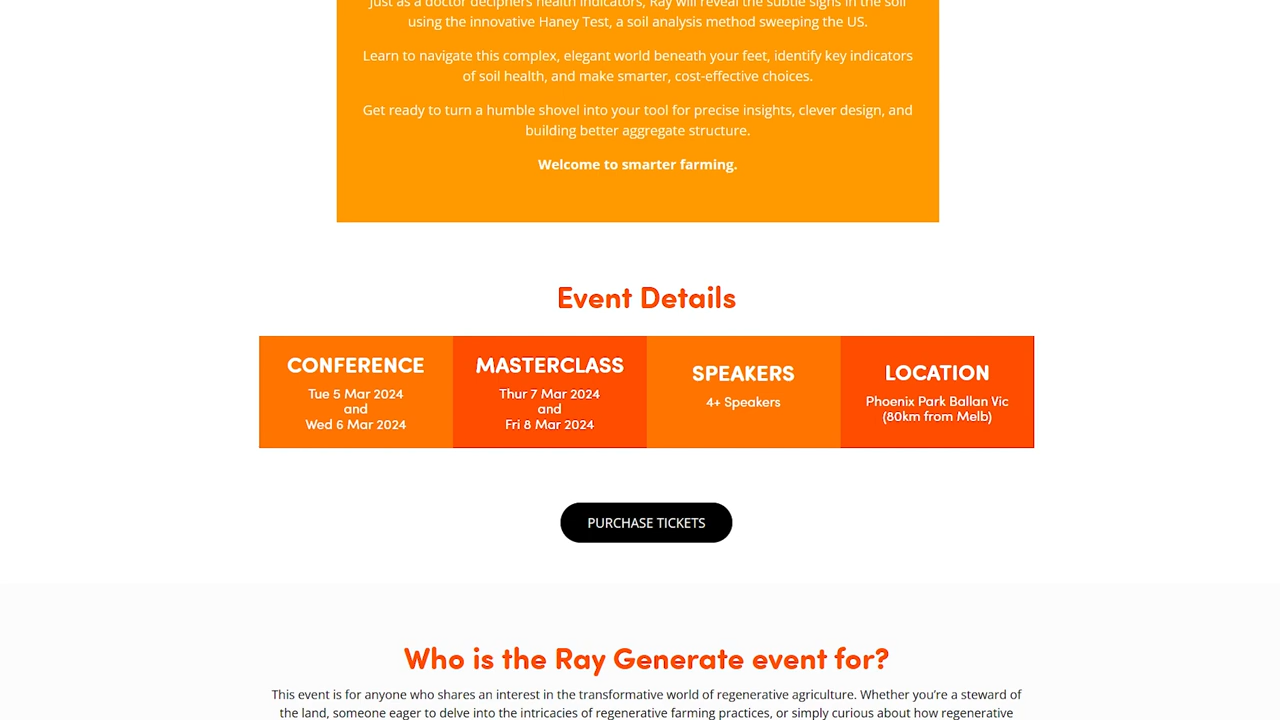 Just as a doctor deciphers health indicators, Ray will reveal the subtle signs in the soil
using the innovative Haney Test, a soil analysis method sweeping the US.
Learn to navigate this complex, elegant world beneath your feet, identify key indicators
of soil health, and make smarter, cost-effective choices.
Get ready to turn a humble shovel into your tool for precise insights, clever design, and
building better aggregate structure.
Welcome to smarter farming.
Event Details
CONFERENCE
Tue 5 Mar 2024
and
Wed 6 Mar 2024
MASTERCLASS
Thur 7 Mar 2024
and
Fri 8 Mar 2024
SPEAKERS
4+ Speakers
LOCATION
Phoenix Park Ballan Vic
(80km from Melb)
PURCHASE TICKETS
Who is the Ray Generate event for?
This event is for anyone who shares an interest in the transformative world of regenerative agriculture. Whether you’re a steward of
the land, someone eager to delve into the intricacies of regenerative farming practices, or simply curious about how regenerative